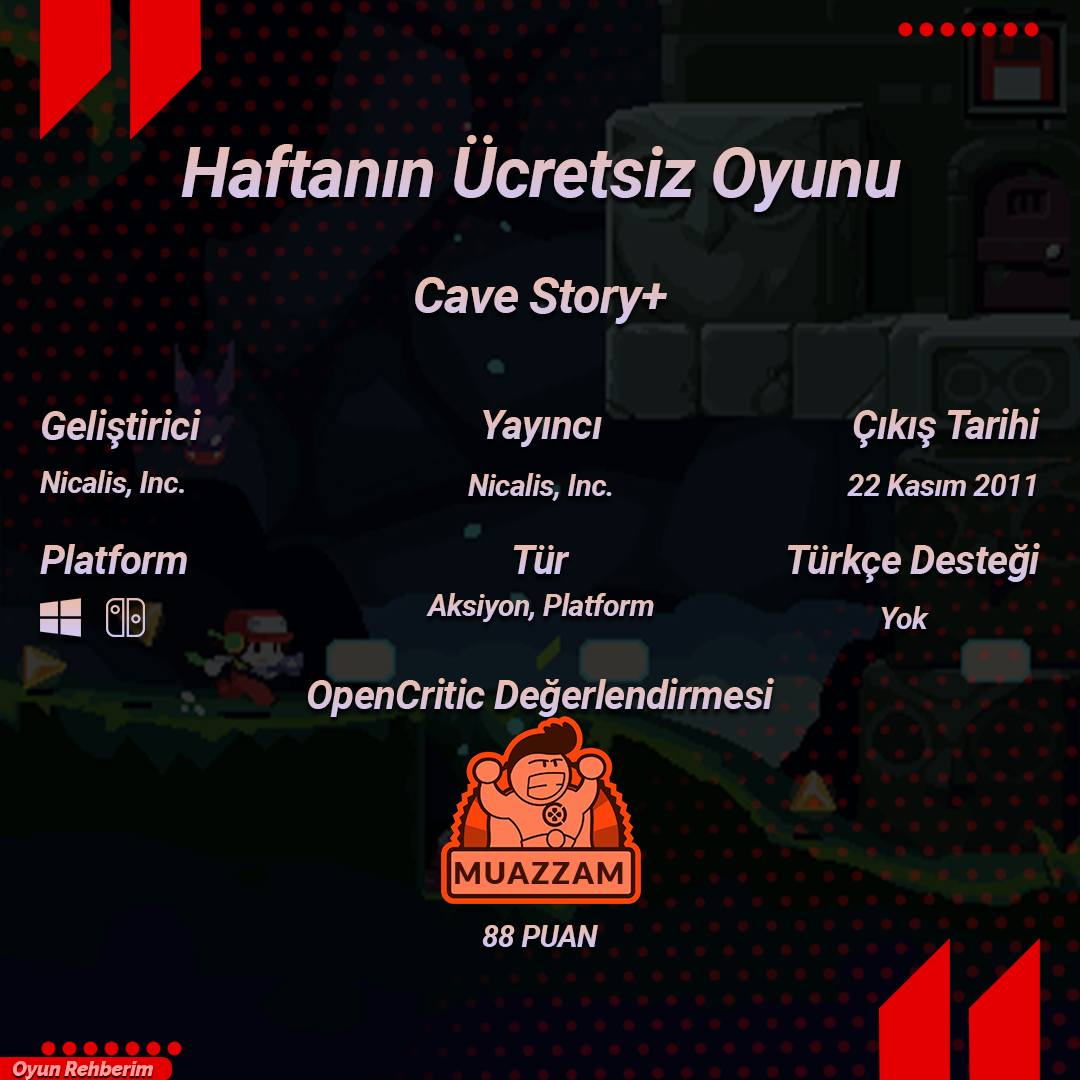 Haftanın Ücretsiz Oyunu
Cave Story+
Geliştirici
Nicalis, Inc.
Yayıncı
Nicalis, Inc.
Çıkış Tarihi
22 Kasım 2011
Platform
Tür
Aksiyon, Platform
Türkçe Desteği
Yok
OpenCritic Değerlendirmesi
MUAZZAM
88 PUAN
Oyun Rehberim